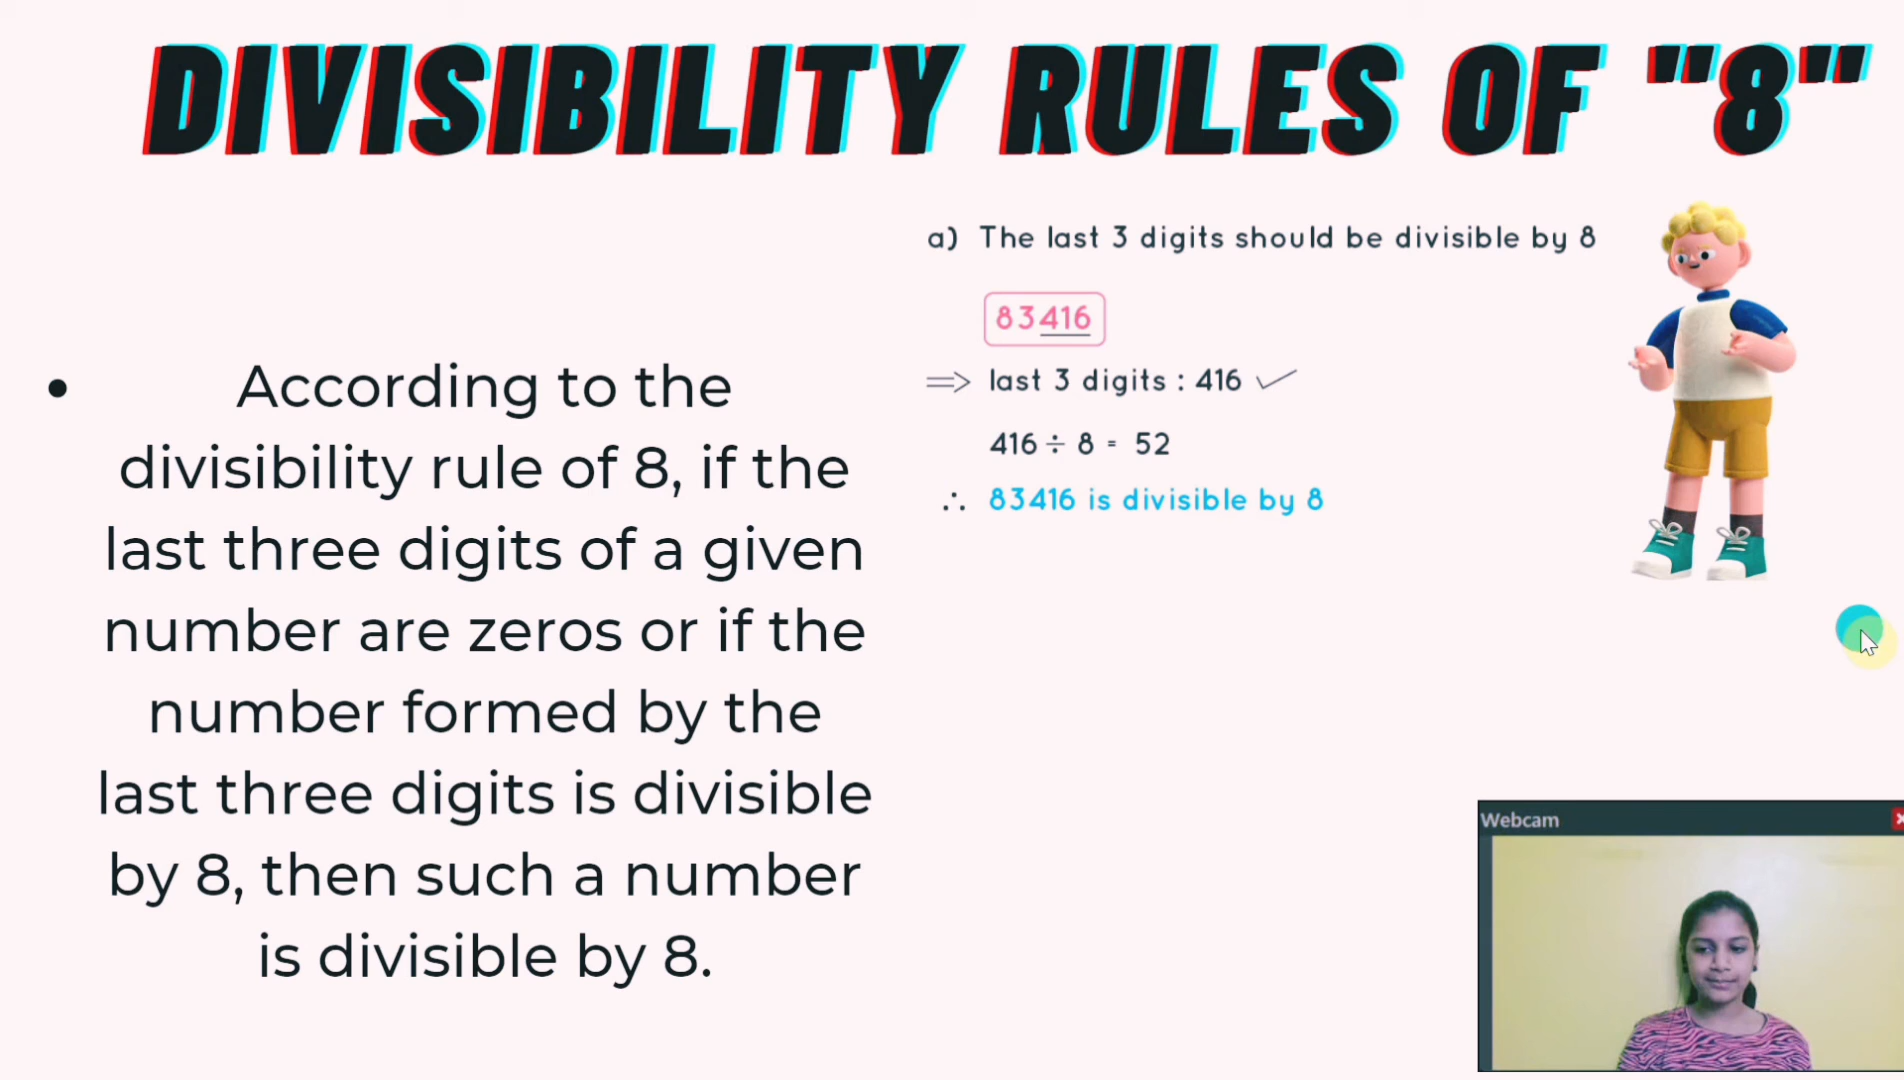 DIVISIBILITY RULES OF "8"
• According to the
divisibility rule of 8, if the
last three digits of a given
number are zeros or if the
number formed by the
last three digits is divisible
by 8, then such a number
is divisible by 8.
a) The last 3 digits should be divisible by 8
83416
⇒ last 3 digits : 416 ✓
416 ÷ 8 = 52
∴ 83416 is divisible by 8
Webcam